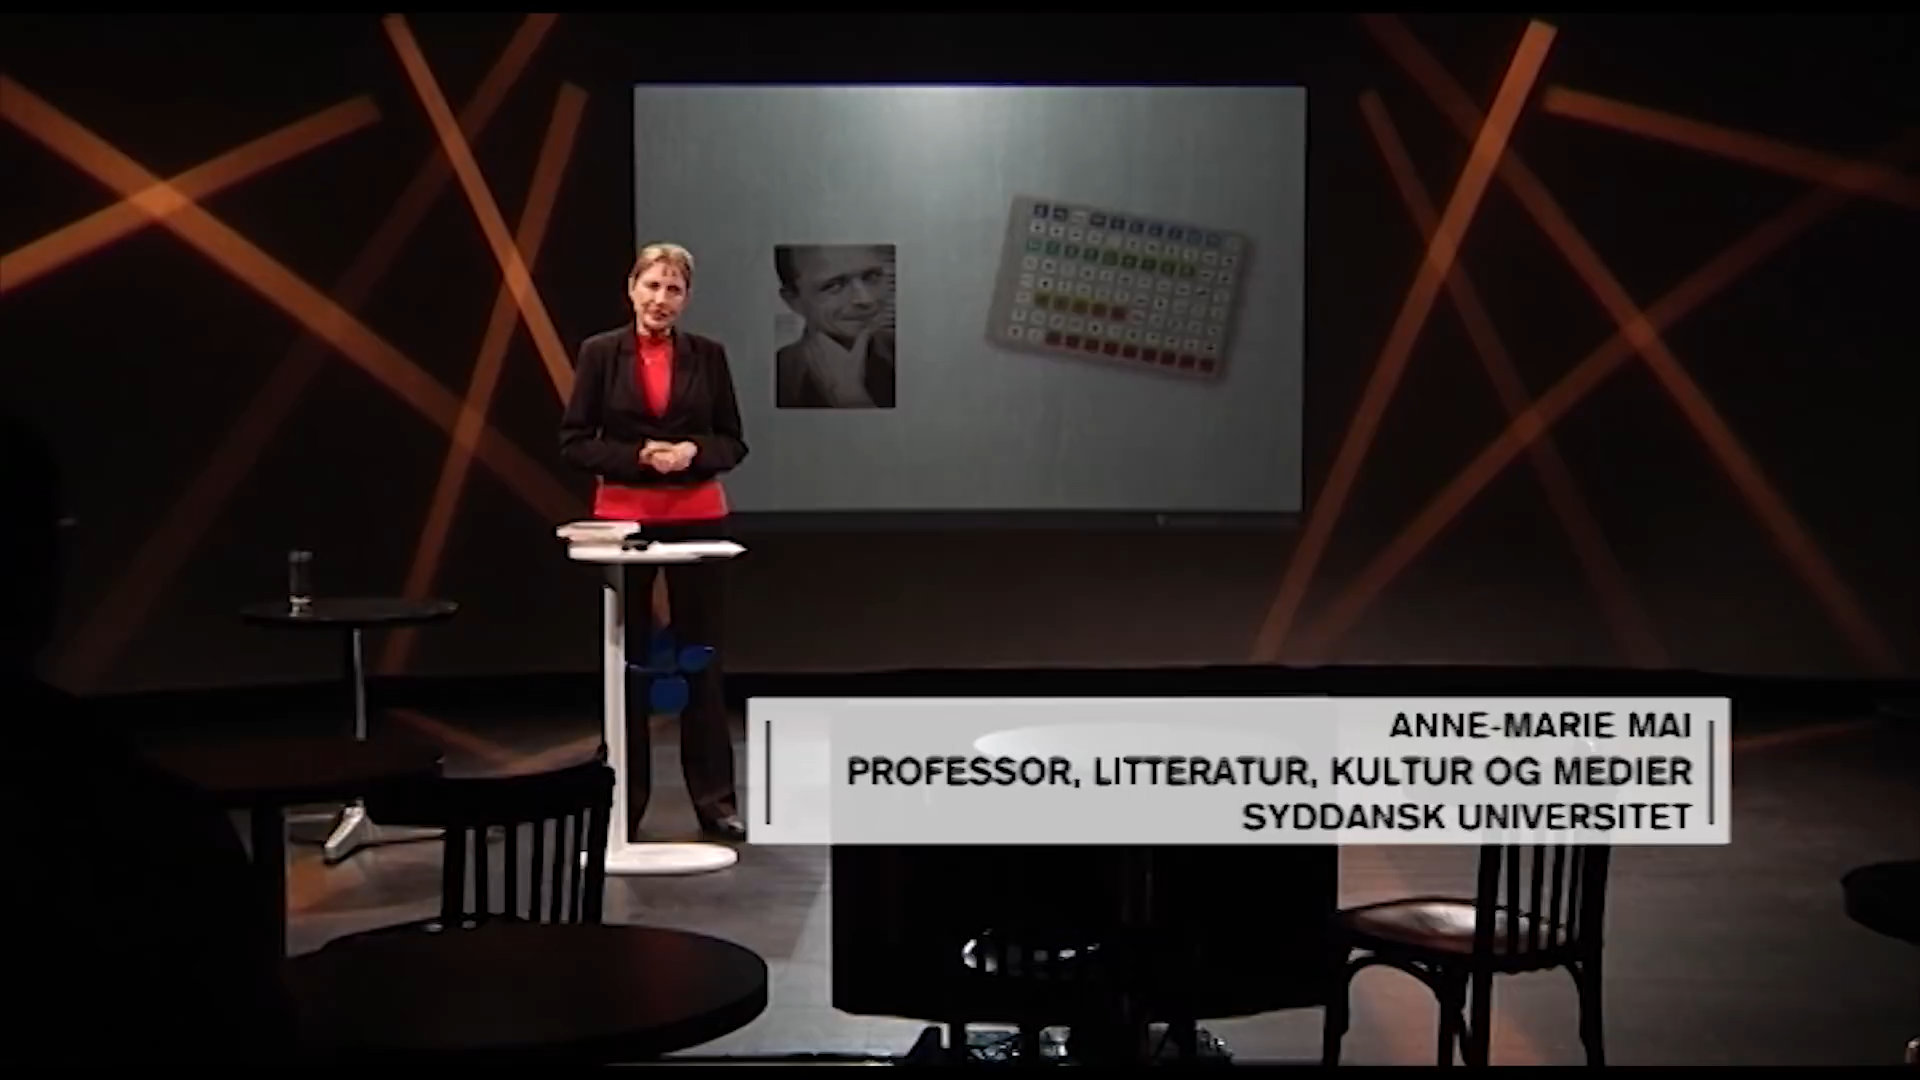 ANNE-MARIE MAI
PROFESSOR, LITTERATUR, KULTUR OG MEDIER
SYDDANSK UNIVERSITET